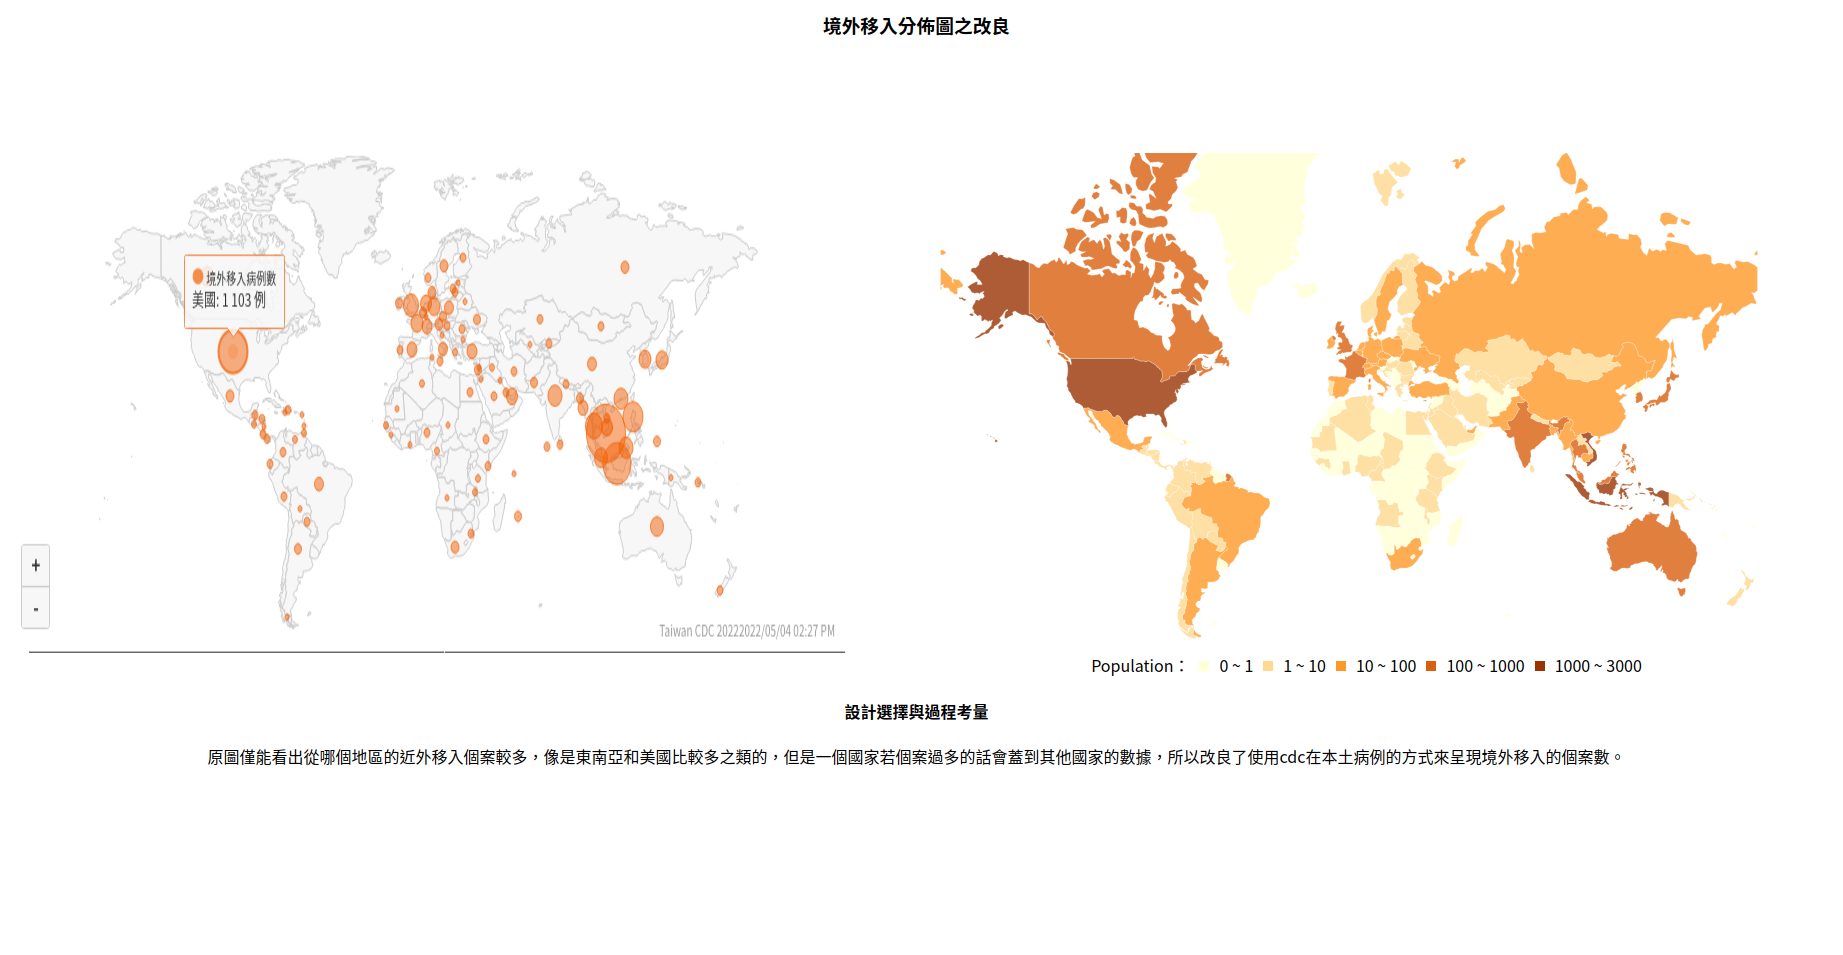 境外移入分佈圖之改良
境外移入病例數
美國: 1 103 例
+
-
Taiwan CDC 20222022/05/04 02:27 PM
Population： 0 ~ 1 1 ~ 10 10 ~ 100 100 ~ 1000 1000 ~ 3000
設計選擇與過程考量
原圖僅能看出從哪個地區的近外移入個案較多，像是東南亞和美國比較多之類的，但是一個國家若個案過多的話會蓋到其他國家的數據，所以改良了使用cdc在本土病例的方式來呈現境外移入的個案數。